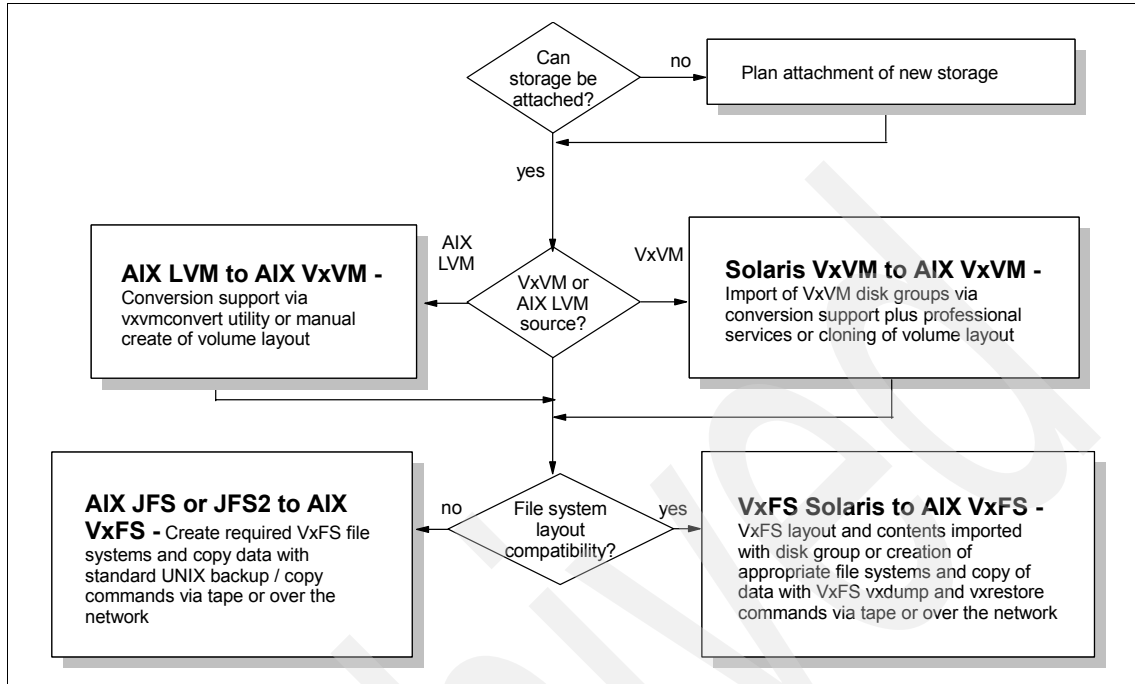 Can
storage be
attached?
no
Plan attachment of new storage
yes
AIX
LVM
VxVM
AIX LVM to AIX VxVM -
Conversion support via
vxvmconvert utility or manual
create of volume layout
VxVM or
AIX LVM
source?
Solaris VxVM to AIX VxVM -
Import of VxVM disk groups via
conversion support plus professional
services or cloning of volume layout
AIX JFS or JFS2 to AIX
VxFS - Create required VxFS file
systems and copy data with
standard UNIX backup / copy
commands via tape or over the
network
no
File system
layout
compatibility?
yes
VxFS Solaris to AIX VxFS -
VxFS layout and contents imported
with disk group or creation of
appropriate file systems and copy of
data with VxFS vxdump and vxrestore
commands via tape or over the network